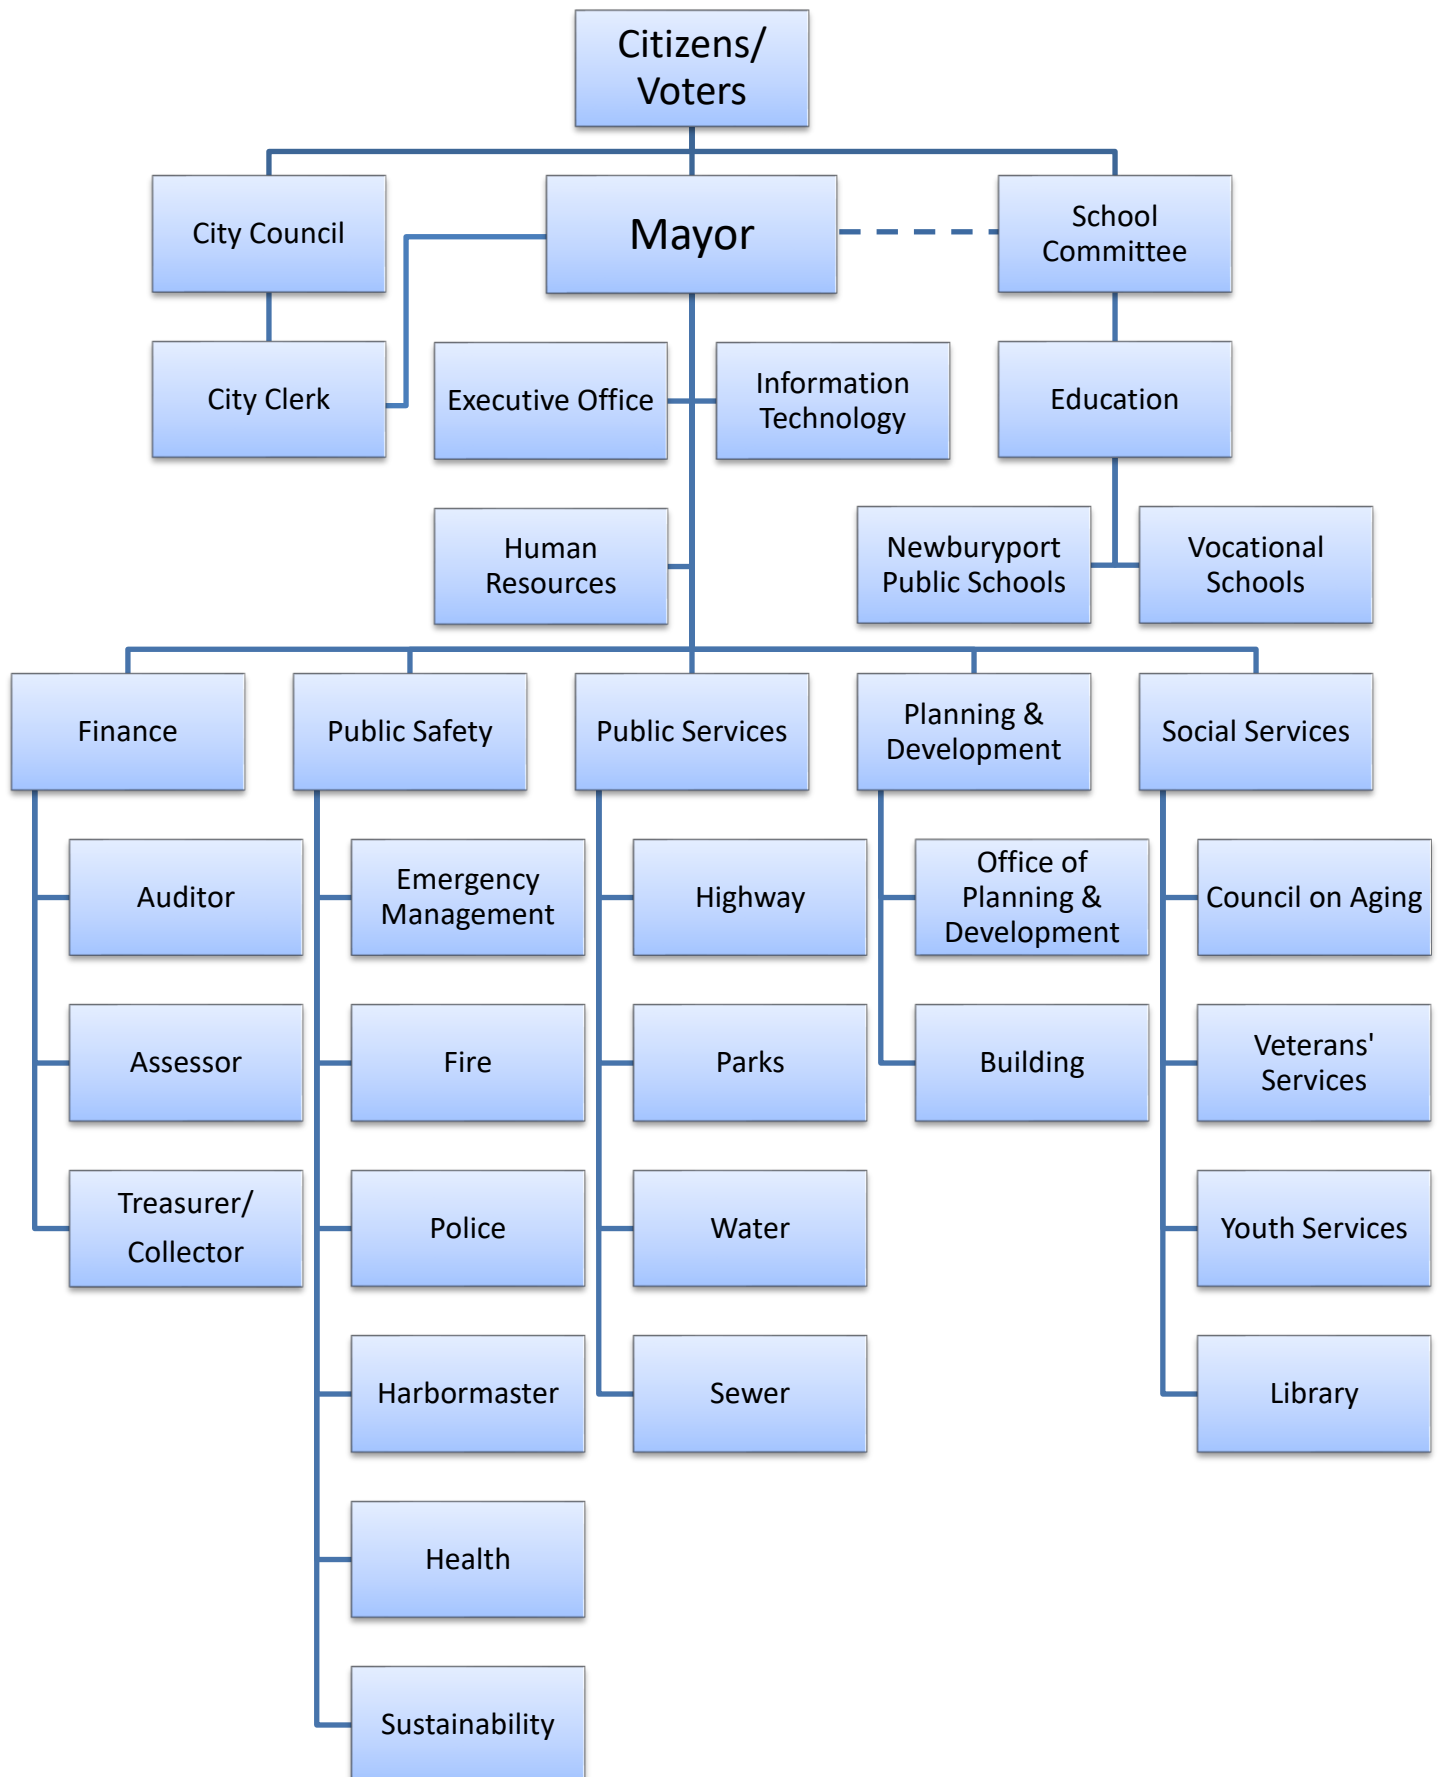 Citizens/
Voters
City Council
Mayor
School
Committee
City Clerk
Executive Office
Information
Technology
Education
Human
Resources
Newburyport
Public Schools
Vocational
Schools
Finance
Public Safety
Public Services
Planning &
Development
Social Services
Auditor
Emergency
Management
Highway
Office of
Planning &
Development
Council on Aging
Assessor
Fire
Parks
Building
Veterans'
Services
Treasurer/
Collector
Police
Water
Youth Services
Harbormaster
Sewer
Library
Health
Sustainability